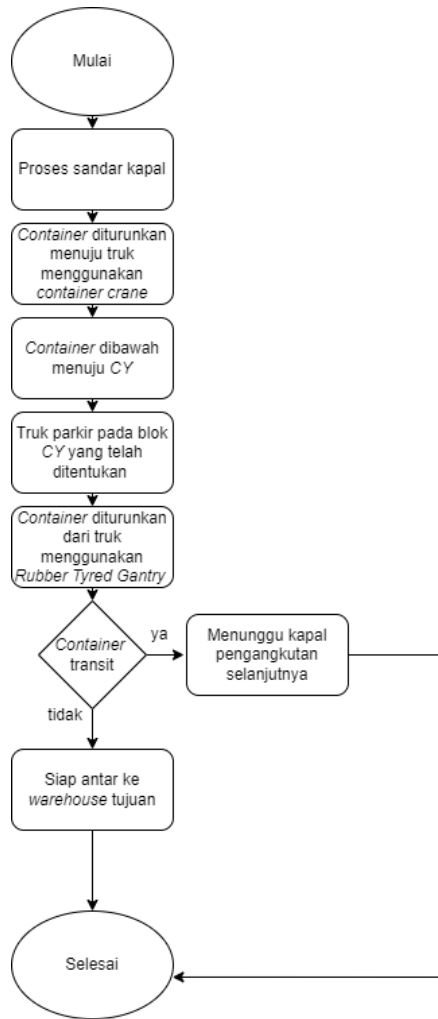 Mulai
Proses sandar kapal
Container diturunkan
menuju truk
menggunakan
container crane
Container dibawah
menuju CY
Truk parkir pada blok
CY yang telah
ditentukan
Container diturunkan
dari truk
menggunakan
Rubber Tyred Gantry
Container
transit
ya
Menunggu kapal
pengangkutan
selanjutnya
tidak
Siap antar ke
warehouse tujuan
Selesai